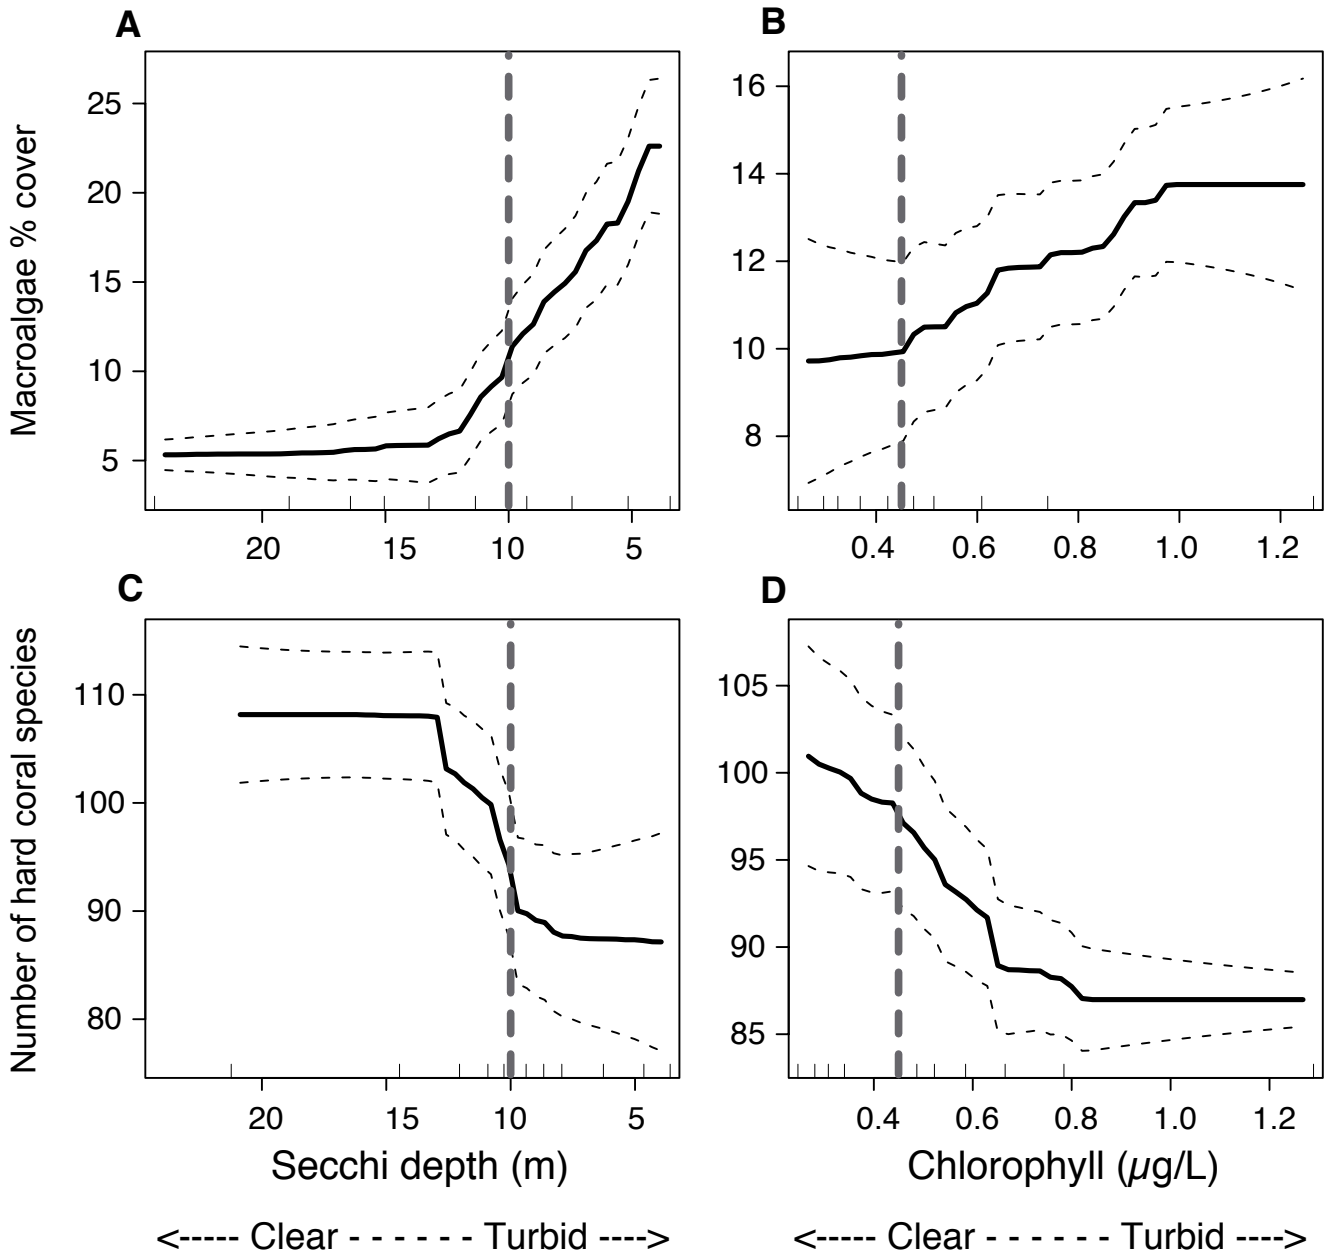 A
B
Macroalgae % cover
25
20
15
10
5
20 15 10 5
16
14
12
10
8
0.4 0.6 0.8 1.0 1.2
C
D
Number of hard coral species
110
100
90
80
20 15 10 5
105
100
95
90
85
0.4 0.6 0.8 1.0 1.2
Secchi depth (m)
Chlorophyll (µg/L)
<----- Clear - - - - - - Turbid ---->
<----- Clear - - - - - - Turbid ---->